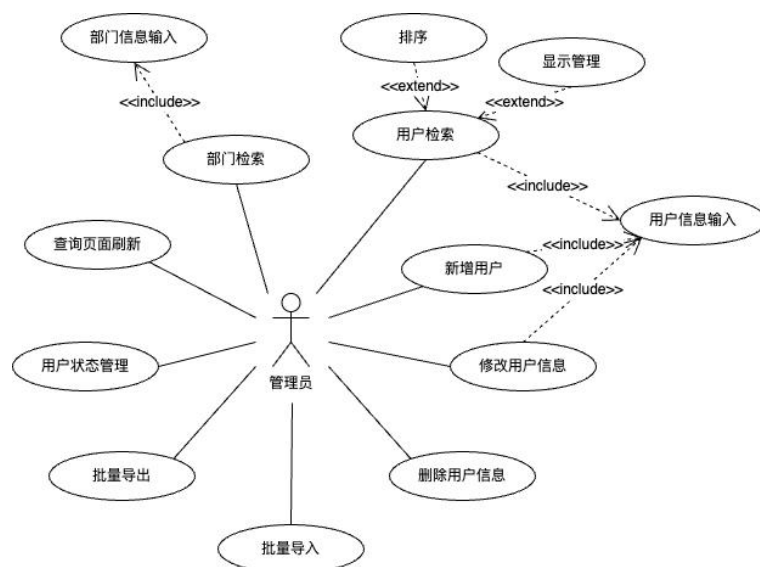 部门信息输入
排序
显示管理
<<include>>
<<extend>>
<<extend>>
部门检索
用户检索
<<include>>
用户信息输入
查询页面刷新
新增用户
<<include>>
<<include>>
用户状态管理
管理员
修改用户信息
批量导出
删除用户信息
批量导入